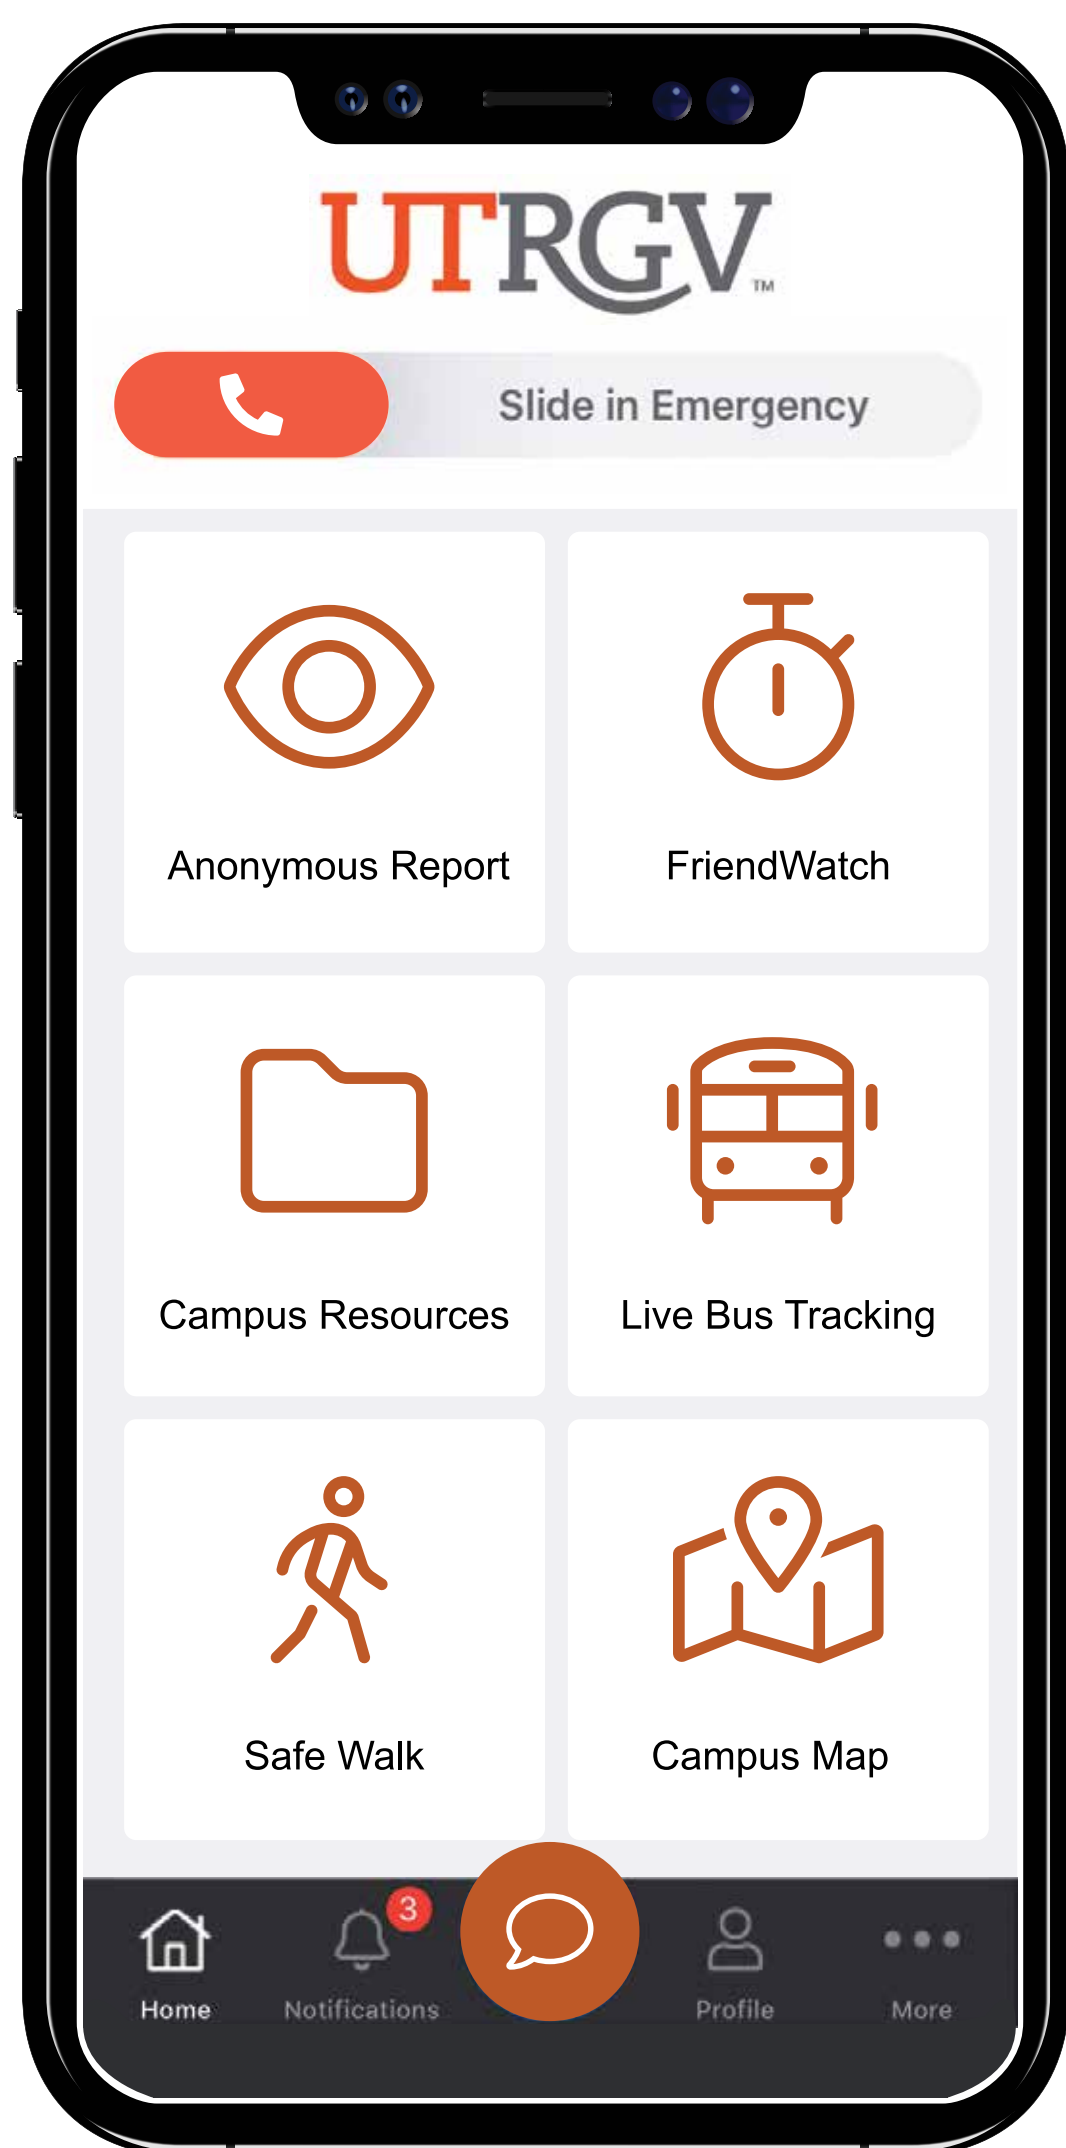 UTRGV™
Slide in Emergency
Anonymous Report
FriendWatch
Campus Resources
Live Bus Tracking
Safe Walk
Campus Map
3
Home
Notifications
Profile
More